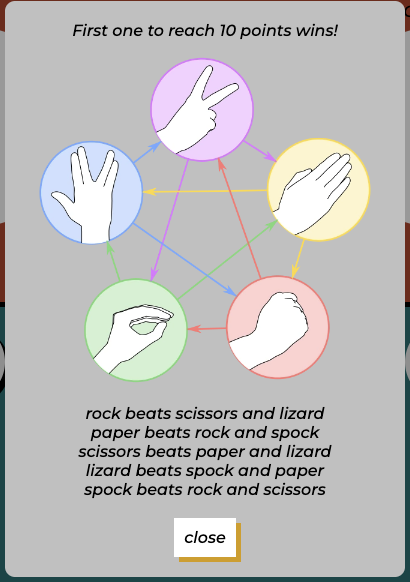 First one to reach 10 points wins!
rock beats scissors and lizard
paper beats rock and spock
scissors beats paper and lizard
lizard beats spock and paper
spock beats rock and scissors
close